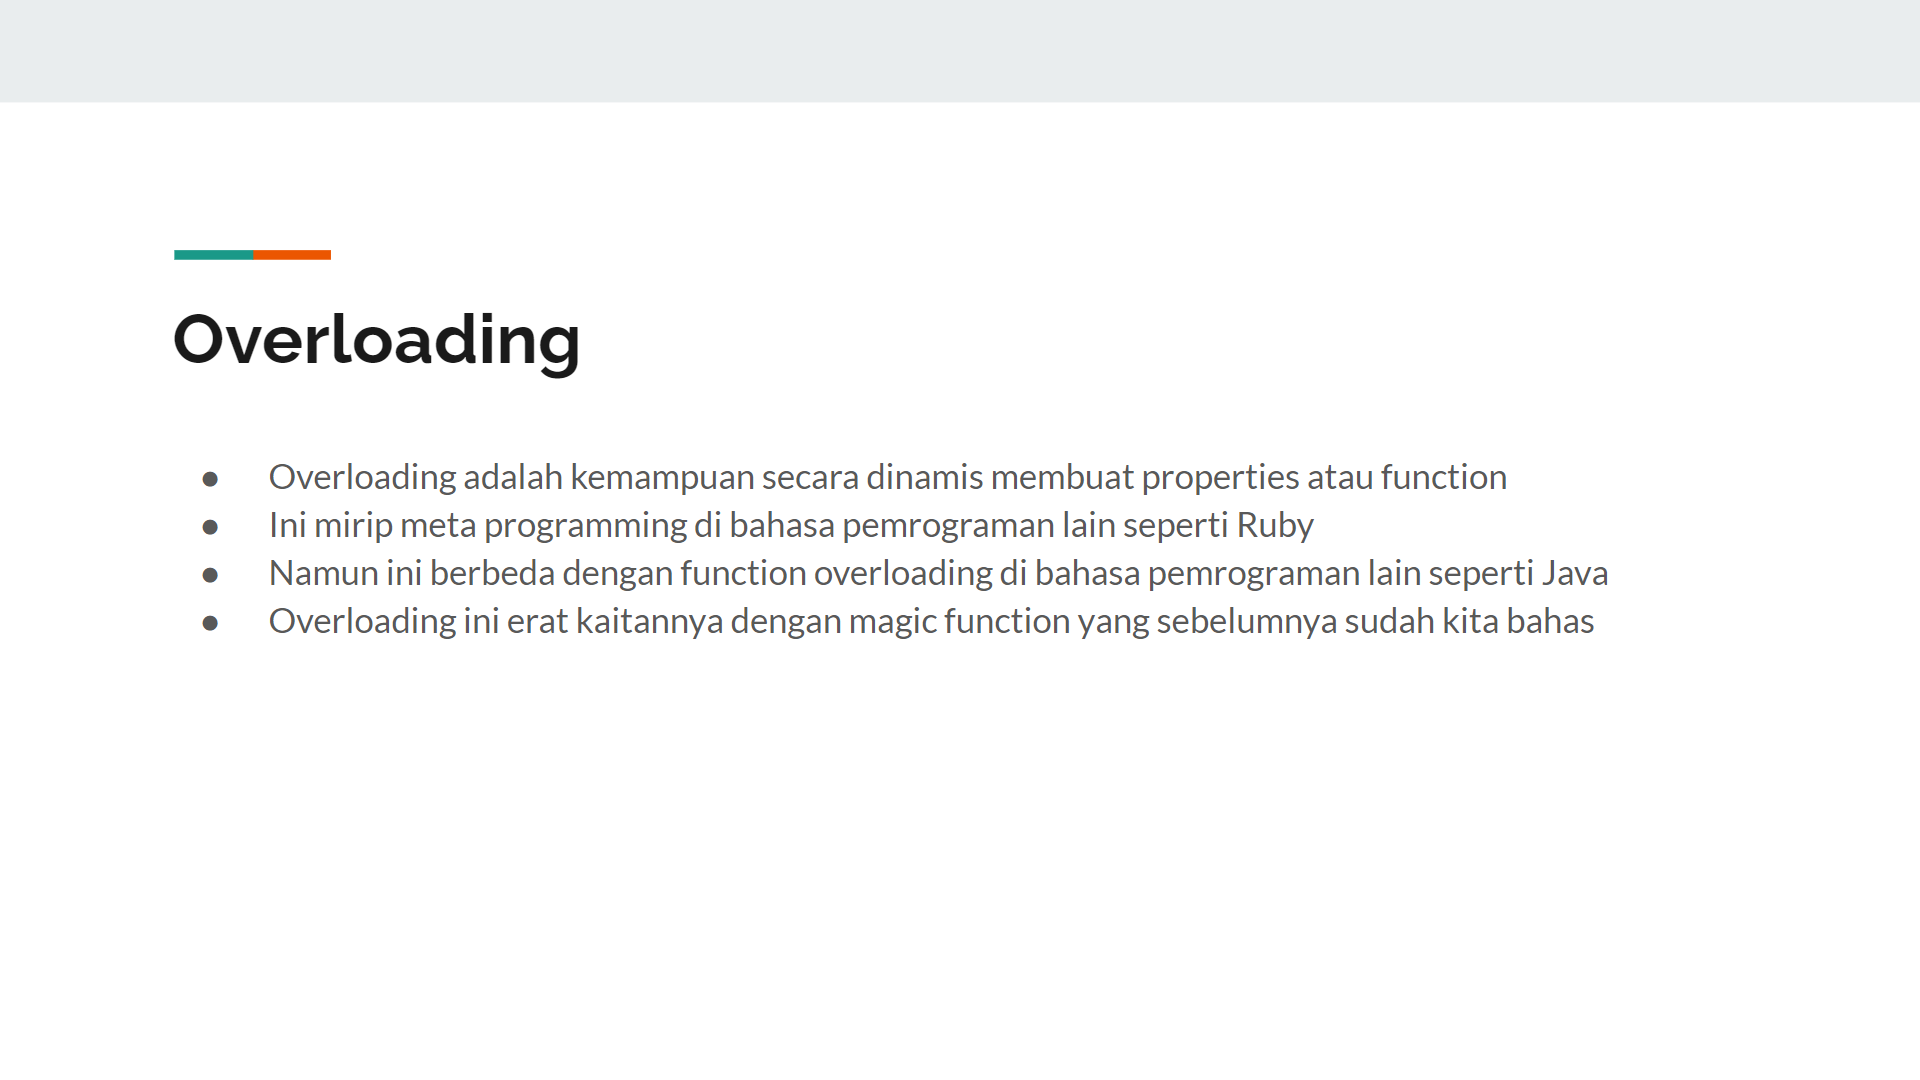 Overloading
● Overloading adalah kemampuan secara dinamis membuat properties atau function
● Ini mirip meta programming di bahasa pemrograman lain seperti Ruby
● Namun ini berbeda dengan function overloading di bahasa pemrograman lain seperti Java
● Overloading ini erat kaitannya dengan magic function yang sebelumnya sudah kita bahas